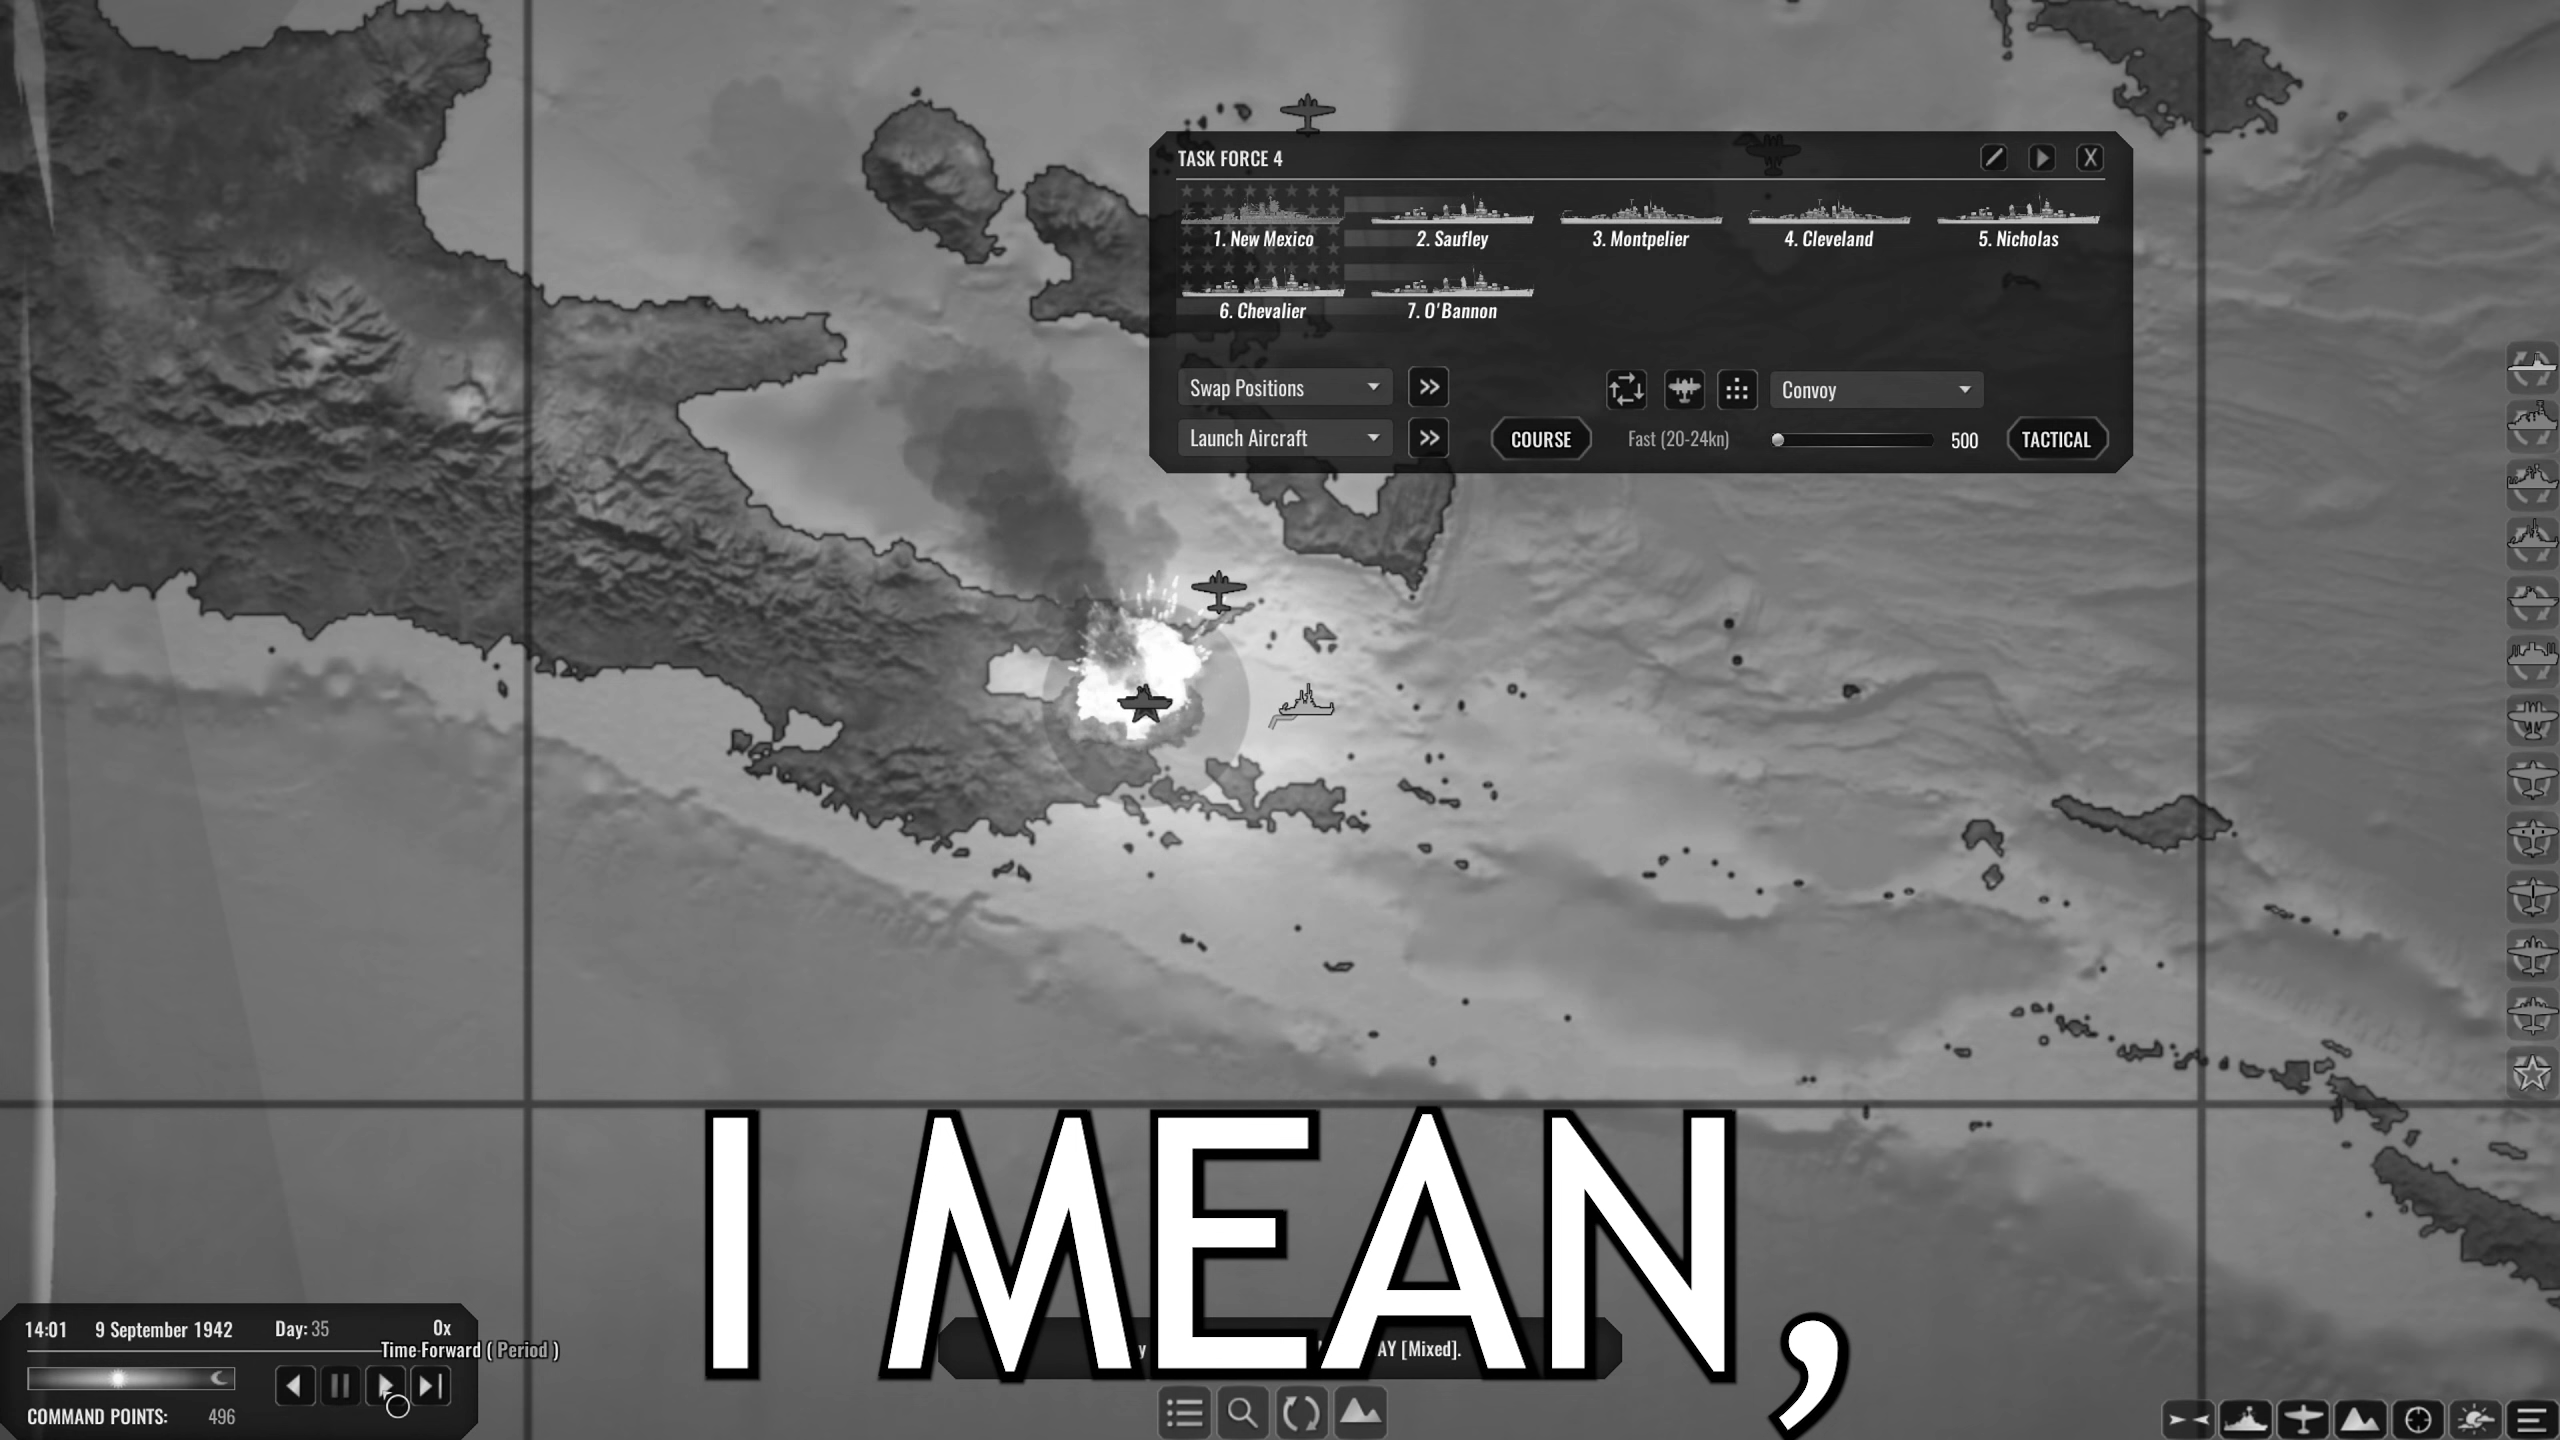 TASK FORCE 4
X
1. New Mexico
2. Saufley
3. Montpelier
4. Cleveland
5. Nicholas
6. Chevalier
7. O'Bannon
Swap Positions
Convoy
Launch Aircraft
COURSE
Fast (20-24kn)
500
TACTICAL
I MEAN,
AY [Mixed].
14:01 9 September 1942 Day: 35 0x
Time Forward ( Period )
COMMAND POINTS: 496